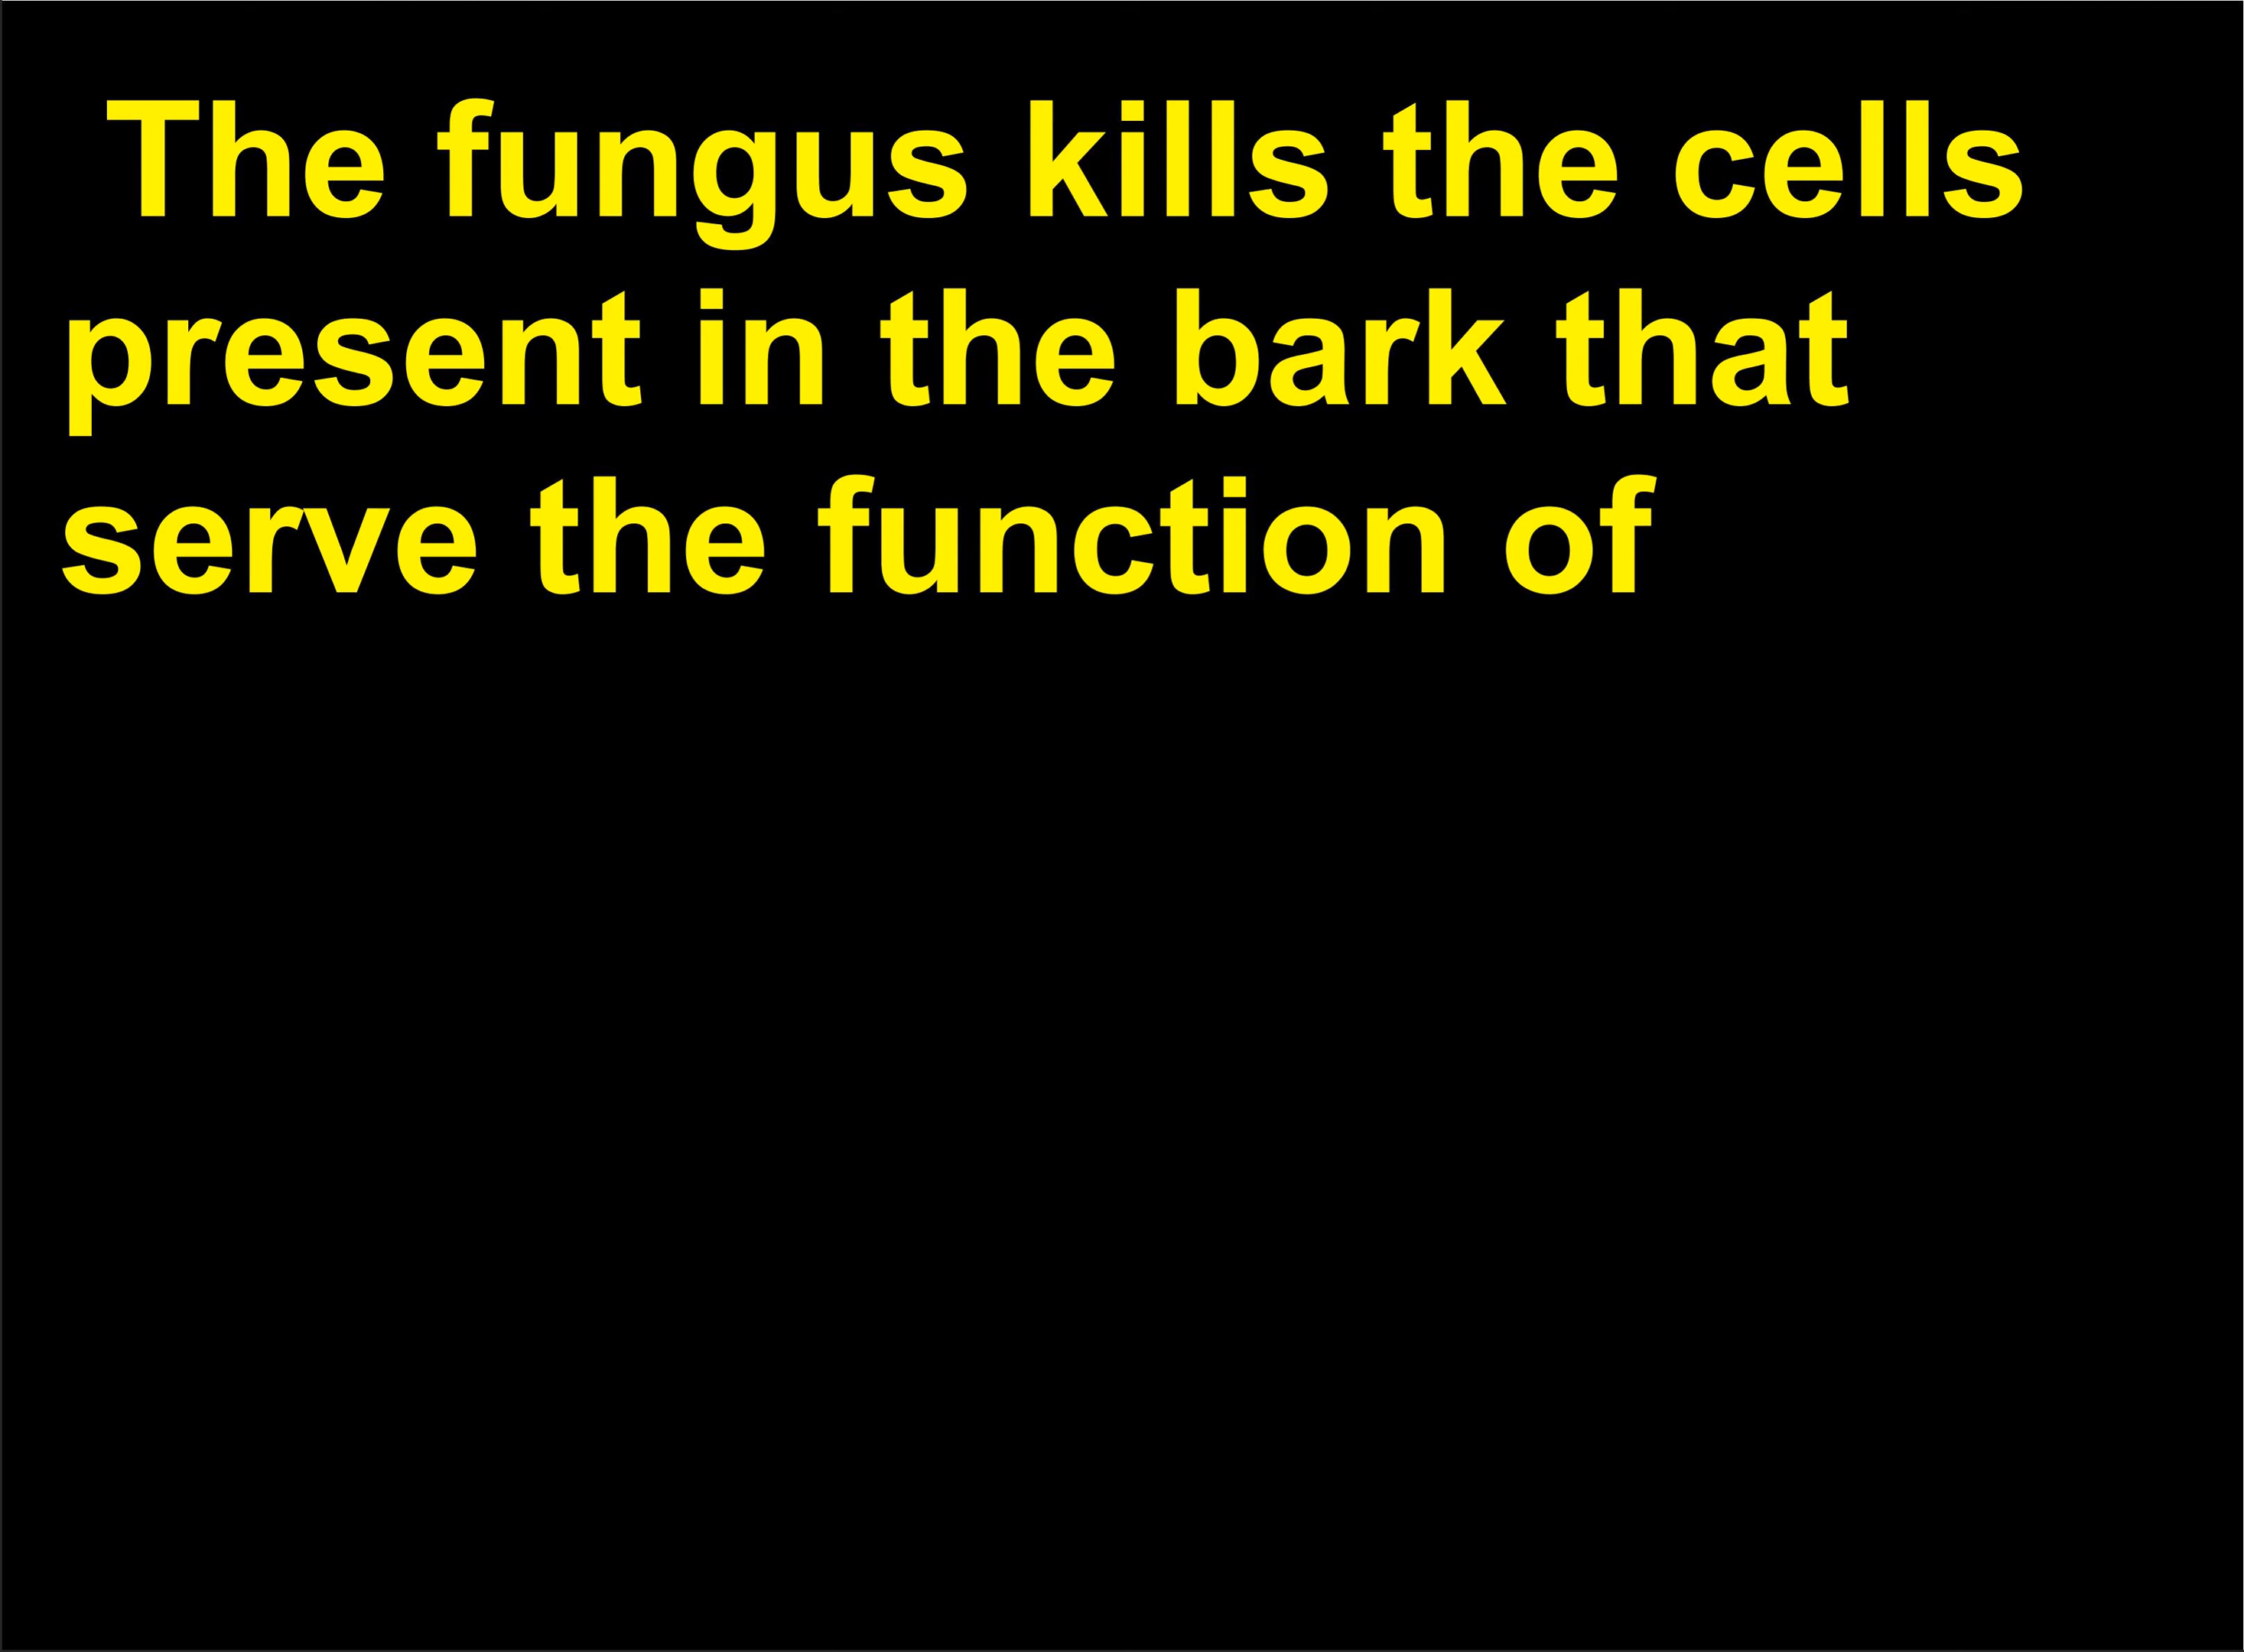 The fungus kills the cells
present in the bark that
serve the function of